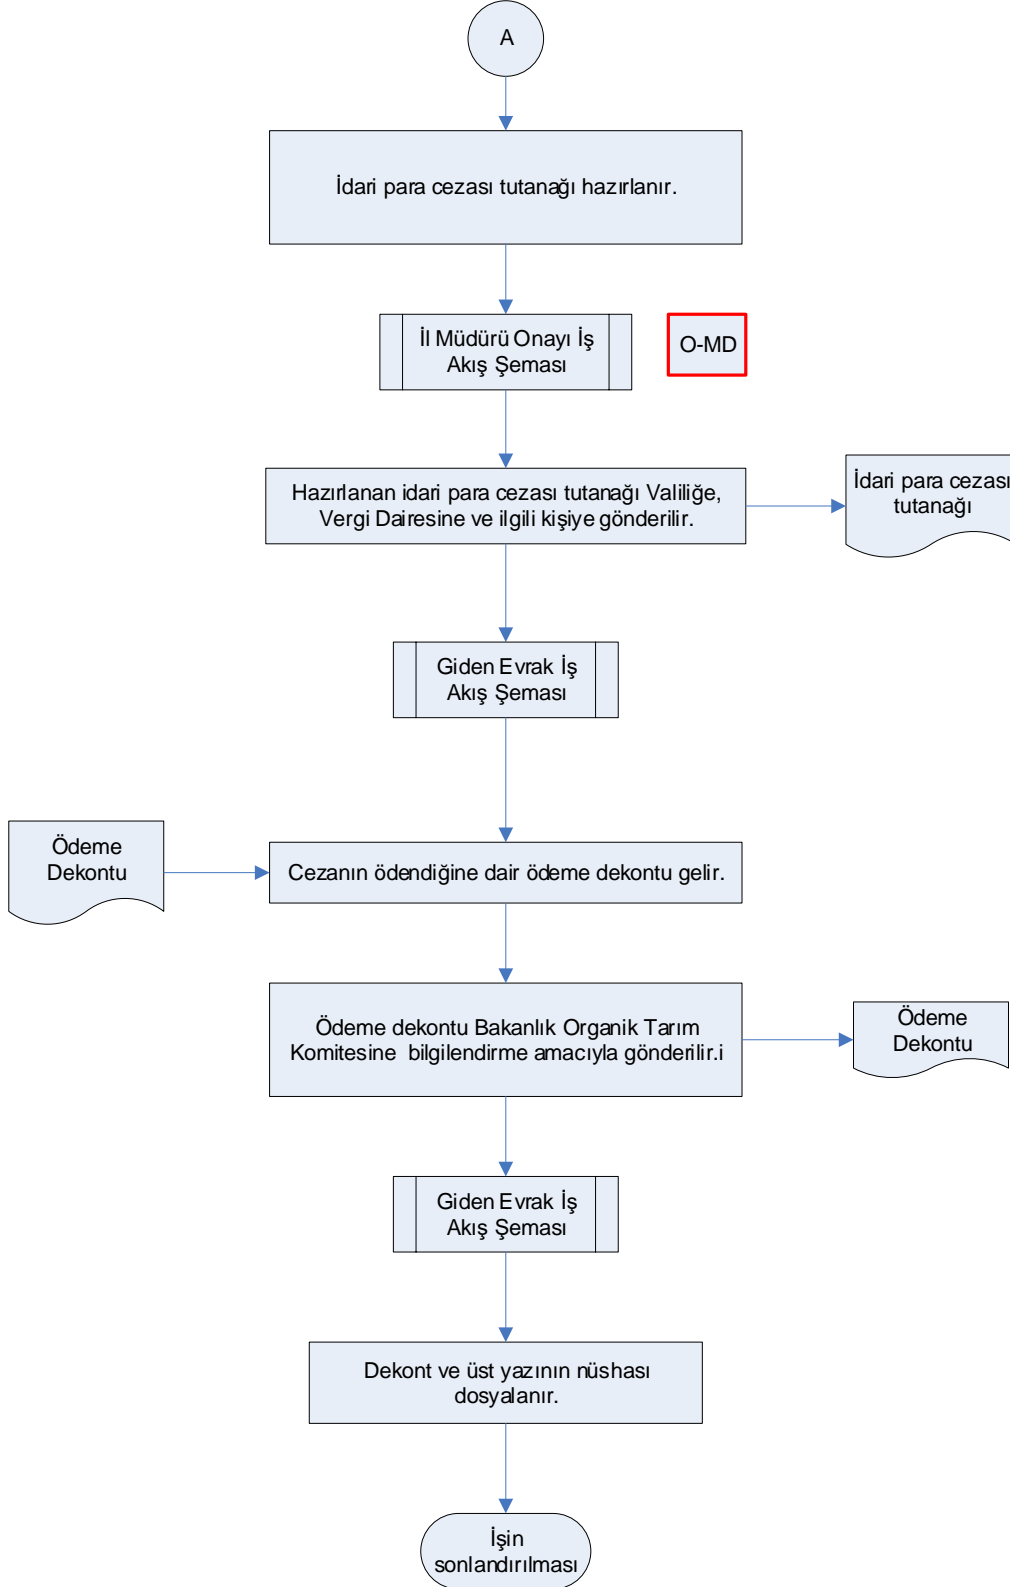 A
İdari para cezası tutanağı hazırlanır.
İl Müdürü Onayı İş
Akış Şeması
O-MD
Hazırlanan idari para cezası tutanağı Valiliğe,
Vergi Dairesine ve ilgili kişiye gönderilir.
İdari para cezası
tutanağı
Giden Evrak İş
Akış Şeması
Ödeme
Dekontu
Cezanın ödendiğine dair ödeme dekontu gelir.
Ödeme dekontu Bakanlık Organik Tarım
Komitesine  bilgilendirme amacıyla gönderilir.i
Ödeme
Dekontu
Giden Evrak İş
Akış Şeması
Dekont ve üst yazının nüshası
dosyalanır.
İşin
sonlandırılması